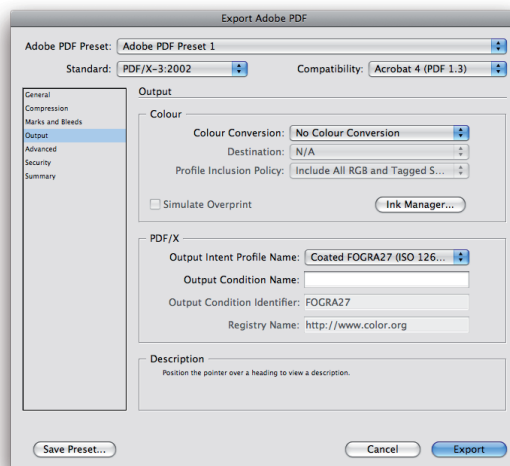 Export Adobe PDF
Adobe PDF Preset: Adobe PDF Preset 1
Standard: PDF/X-3:2002 Compatibility: Acrobat 4 (PDF 1.3)
General
Compression
Marks and Bleeds
Output
Advanced
Security
Summary
Output
Colour
Colour Conversion: No Colour Conversion
Destination: N/A
Profile Inclusion Policy: Include All RGB and Tagged S...
Simulate Overprint Ink Manager...
PDF/X
Output Intent Profile Name: Coated FOGRA27 (ISO 126...
Output Condition Name:
Output Condition Identifier: FOGRA27
Registry Name: http://www.color.org
Description
Position the pointer over a heading to view a description.
Save Preset... Cancel Export